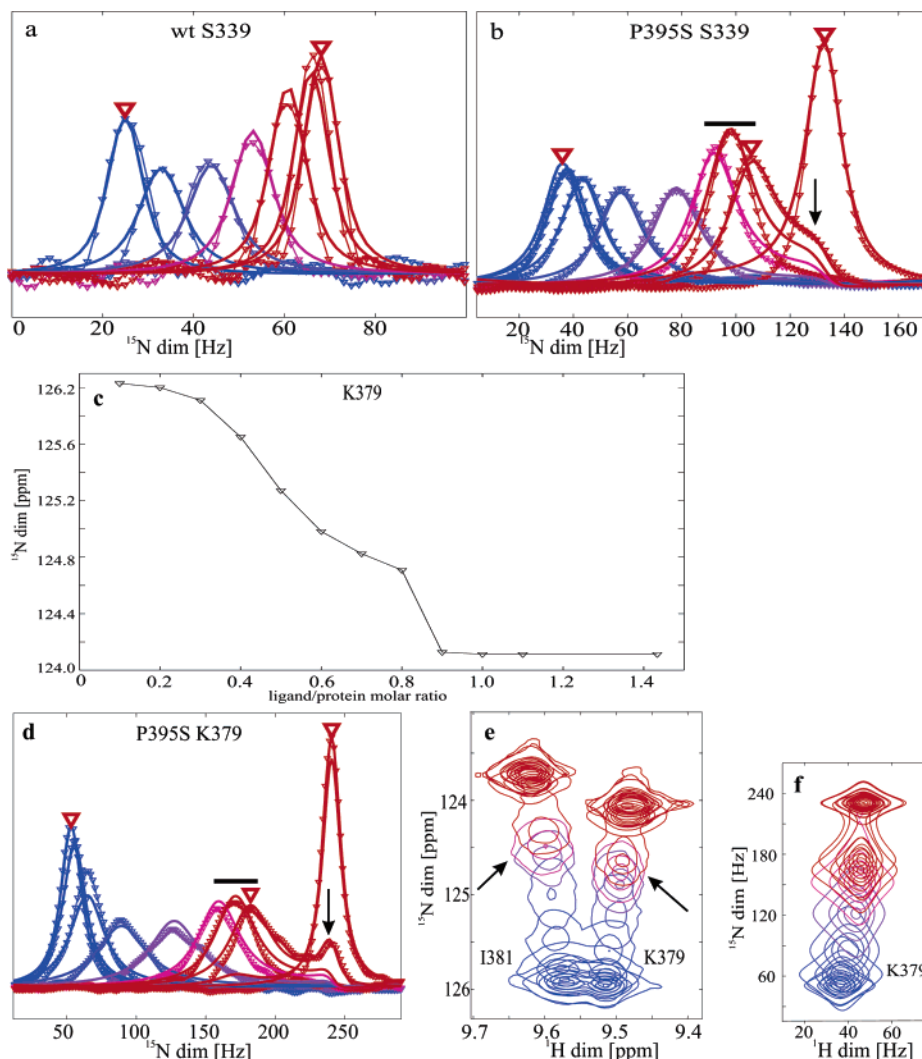 a
wt S339
0
20
40
60
80
15N dim [Hz]
b
P395S S339
20
40
60
80
100
120
140
160
15N dim [Hz]
c
K379
126.2
125.6
125.2
124.8
124.4
124.0
15N dim [ppm]
0
0.2
0.4
0.6
0.8
1.0
1.2
1.4
ligand/protein molar ratio
d
P395S K379
50
100
150
200
250
15N dim [Hz]
e
124
125
126
15N dim [ppm]
I381
K379
9.7
9.6
9.5
9.4
1H dim [ppm]
f
240
180
120
60
15N dim [Hz]
K379
20
40
60
1H dim [Hz]